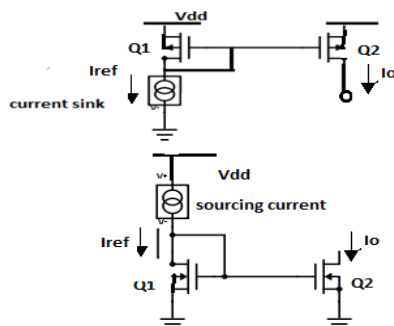 Vdd
Q1
Q2
Iref
Io
current sink
V-
Vdd
V+
sourcing current
V-
Iref
Io
Q1
Q2